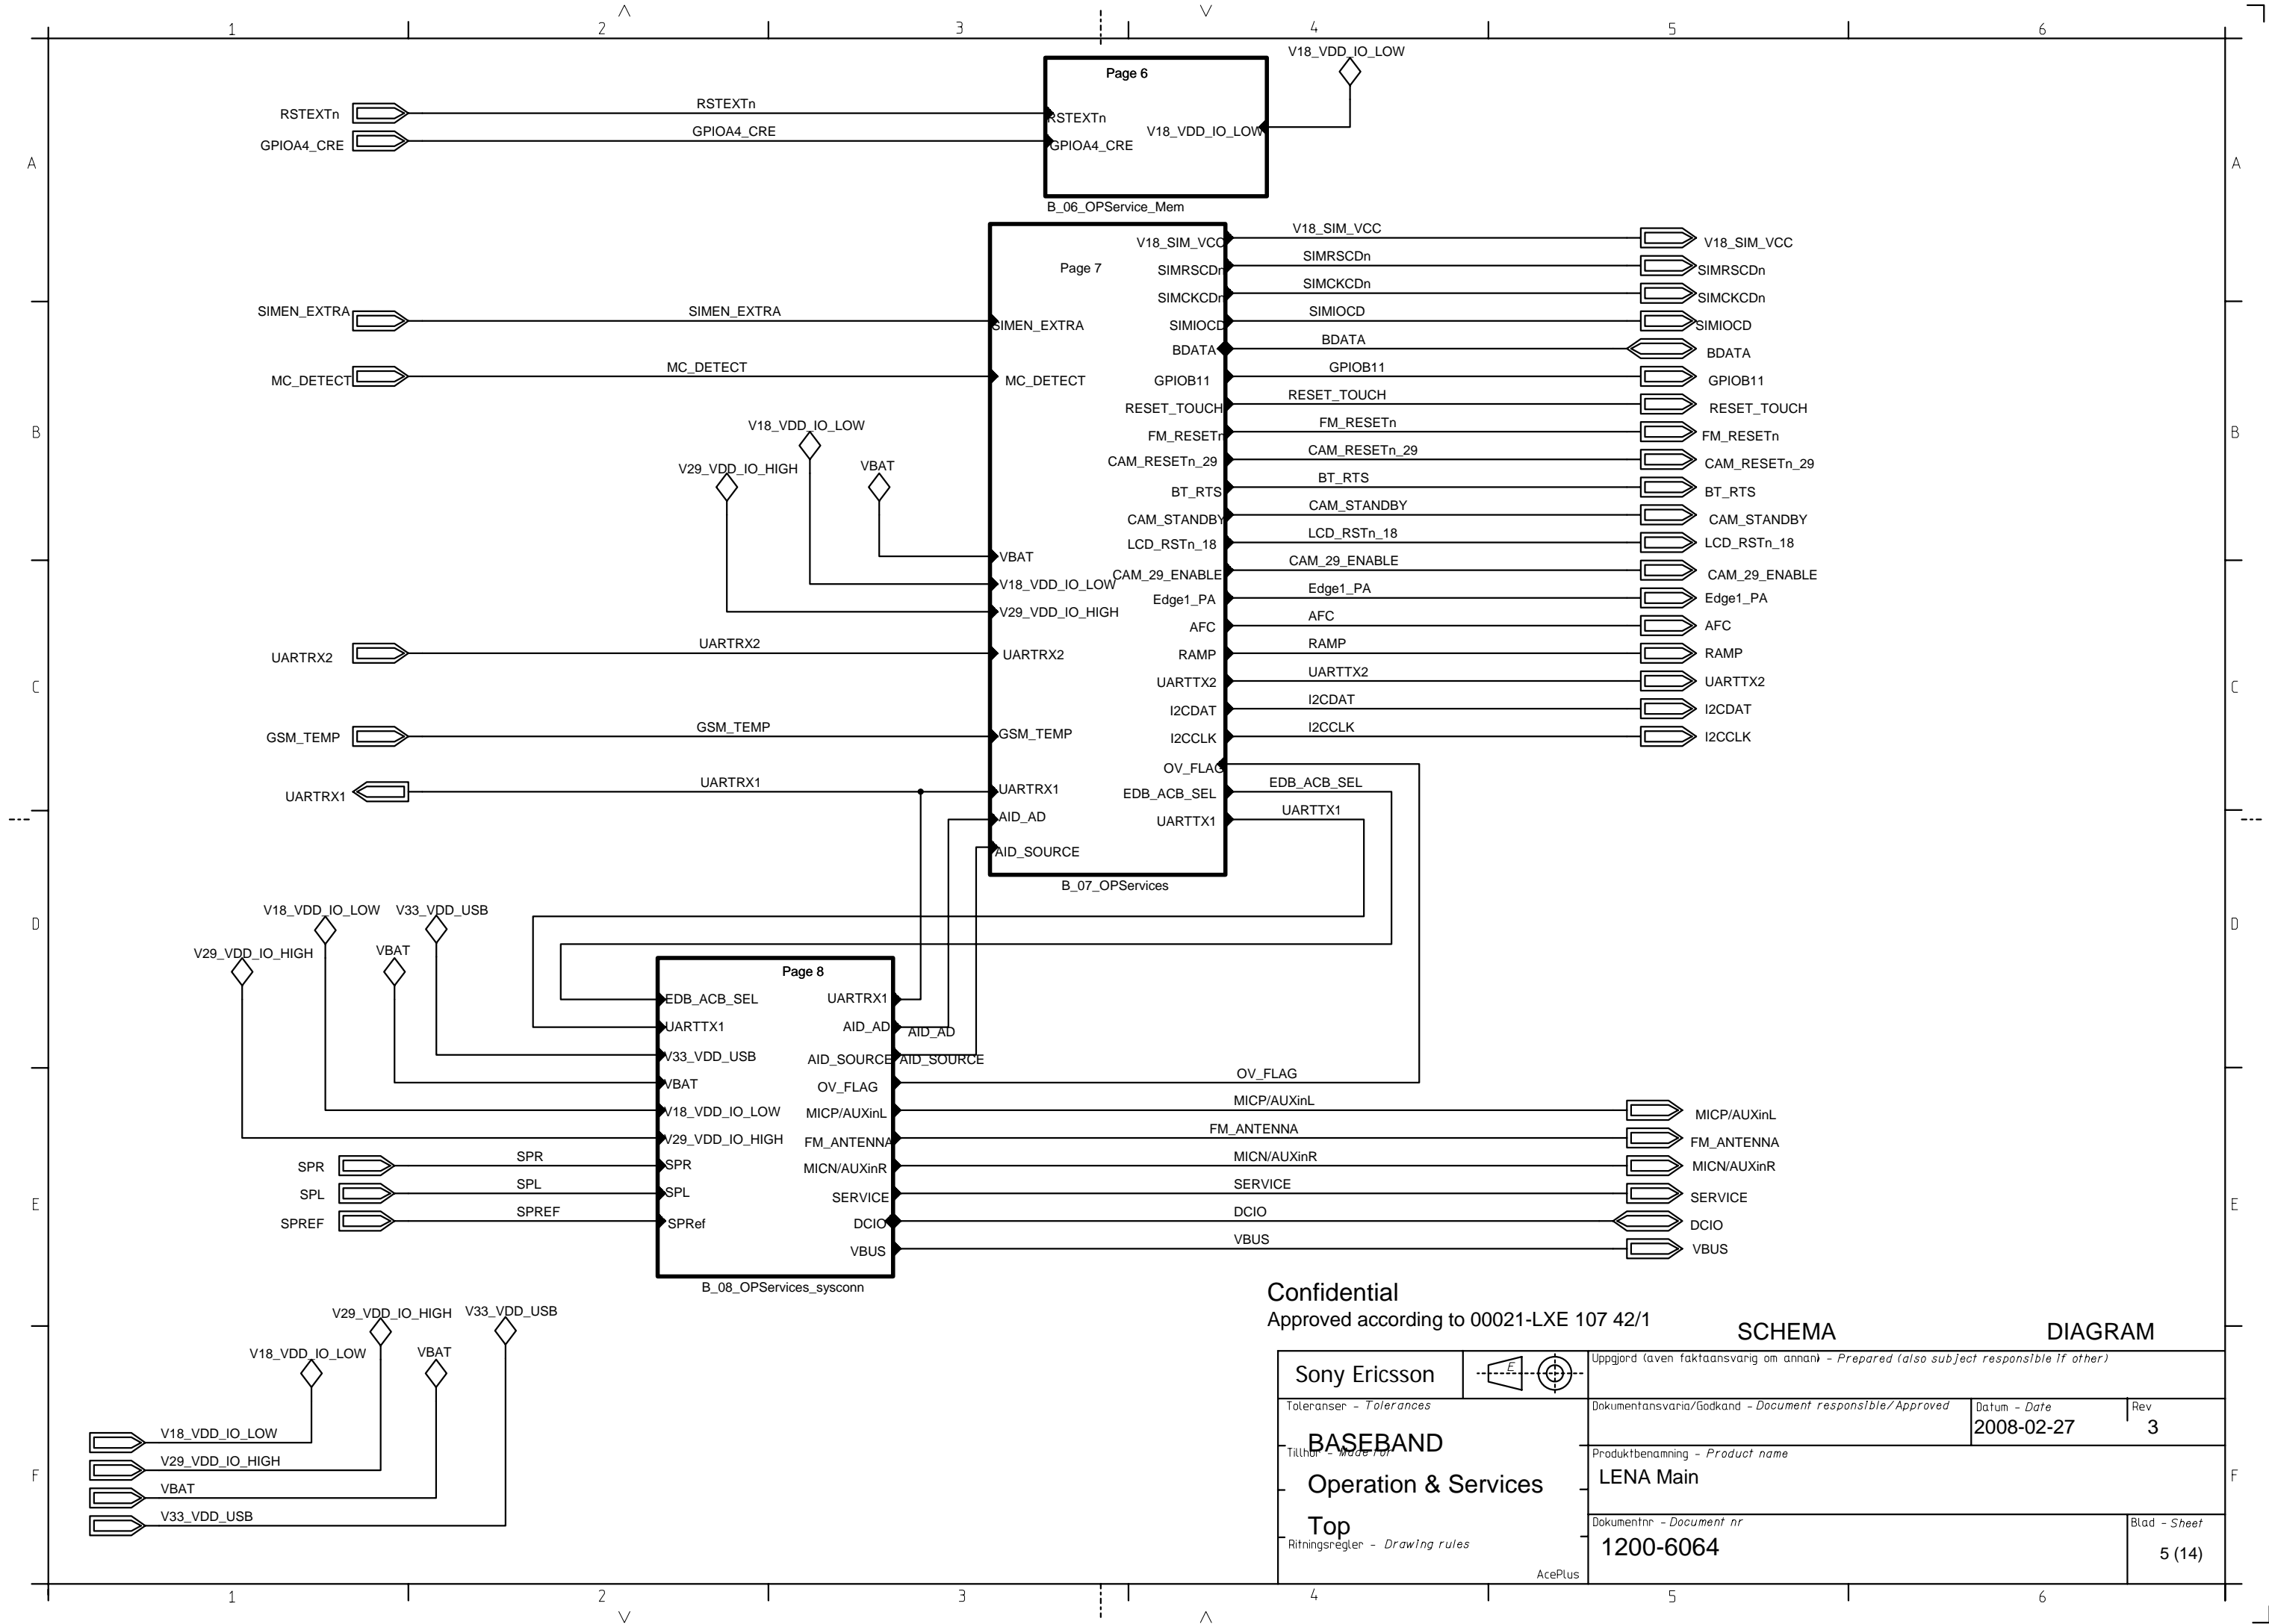 1 2 3 4 5 6
V18_VDD_IO_LOW
Page 6
RSTEXTn RSTEXTn RSTEXTn
GPIOA4_CRE GPIOA4_CRE GPIOA4_CRE V18_VDD_IO_LOW
A A
B_06_OPService_Mem
Page 7
V18_SIM_VCC V18_SIM_VCC V18_SIM_VCC
SIMRSCDn SIMRSCDn SIMRSCDn
SIMCKCDn SIMCKCDn SIMCKCDn
SIMEN_EXTRA SIMEN_EXTRA SIMEN_EXTRA SIMIOCD SIMIOCD SIMIOCD
BDATA BDATA BDATA
MC_DETECT MC_DETECT MC_DETECT GPIOB11 GPIOB11 GPIOB11
RESET_TOUCH RESET_TOUCH RESET_TOUCH
B V18_VDD_IO_LOW FM_RESETn FM_RESETn FM_RESETn B
V29_VDD_IO_HIGH VBAT CAM_RESETn_29 CAM_RESETn_29 CAM_RESETn_29
BT_RTS BT_RTS BT_RTS
CAM_STANDBY CAM_STANDBY CAM_STANDBY
VBAT LCD_RSTn_18 LCD_RSTn_18 LCD_RSTn_18
V18_VDD_IO_LOW CAM_29_ENABLE CAM_29_ENABLE CAM_29_ENABLE
V29_VDD_IO_HIGH Edge1_PA Edge1_PA Edge1_PA
AFC AFC AFC
UARTRX2 UARTRX2 UARTRX2 RAMP RAMP RAMP
C UARTTX2 UARTTX2 UARTTX2 C
I2CDAT I2CDAT I2CDAT
GSM_TEMP GSM_TEMP GSM_TEMP I2CCLK I2CCLK I2CCLK
OV_FLAG
UARTRX1 UARTRX1 UARTRX1 EDB_ACB_SEL EDB_ACB_SEL
AID_AD UARTTX1 UARTTX1
AID_SOURCE
B_07_OPServices
D V18_VDD_IO_LOW V33_VDD_USB D
V29_VDD_IO_HIGH VBAT
Page 8
EDB_ACB_SEL UARTRX1
UARTTX1 AID_AD AID_AD
V33_VDD_USB AID_SOURCE AID_SOURCE
VBAT OV_FLAG OV_FLAG
V18_VDD_IO_LOW MICP/AUXinL MICP/AUXinL MICP/AUXinL
V29_VDD_IO_HIGH FM_ANTENNA FM_ANTENNA FM_ANTENNA
SPR SPR SPR MICN/AUXinR MICN/AUXinR MICN/AUXinR
E SPL SPL SPL SERVICE SERVICE SERVICE E
SPREF SPREF SPRef DCIO DCIO DCIO
VBUS VBUS VBUS
B_08_OPServices_sysconn
Confidential
Approved according to 00021-LXE 107 42/1
V29_VDD_IO_HIGH V33_VDD_USB
V18_VDD_IO_LOW VBAT
V18_VDD_IO_LOW
V29_VDD_IO_HIGH
VBAT
V33_VDD_USB
F F
SCHEMA DIAGRAM
Sony Ericsson E
Uppgjord (aven faktaansvarig om annan) - Prepared (also subject responsible if other)
Toleranser - Tolerances
Dokumentansvaria/Godkand - Document responsible/Approved
Datum - Date Rev
2008-02-27 3
BASEBAND
Tillhor - Made for
Produktbenamning - Product name
LENA Main
Operation & Services
Top
Ritningsregler - Drawing rules
AcePlus
Dokumentnr - Document nr
1200-6064
Blad - Sheet
5 (14)
1 2 3 4 5 6